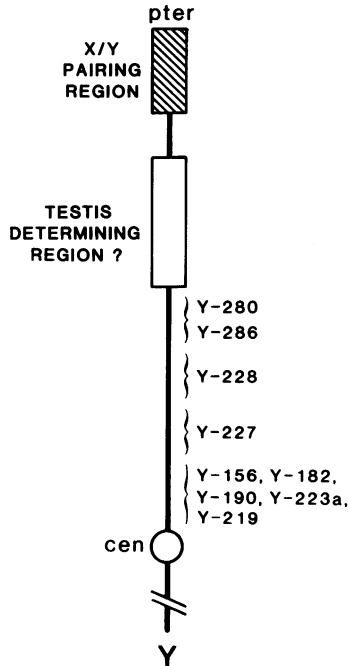 pter
X/Y
PAIRING
REGION
TESTIS
DETERMINING
REGION ?
Y-280
Y-286
Y-228
Y-227
Y-156, Y-182,
Y-190, Y-223a,
Y-219
cen
Y